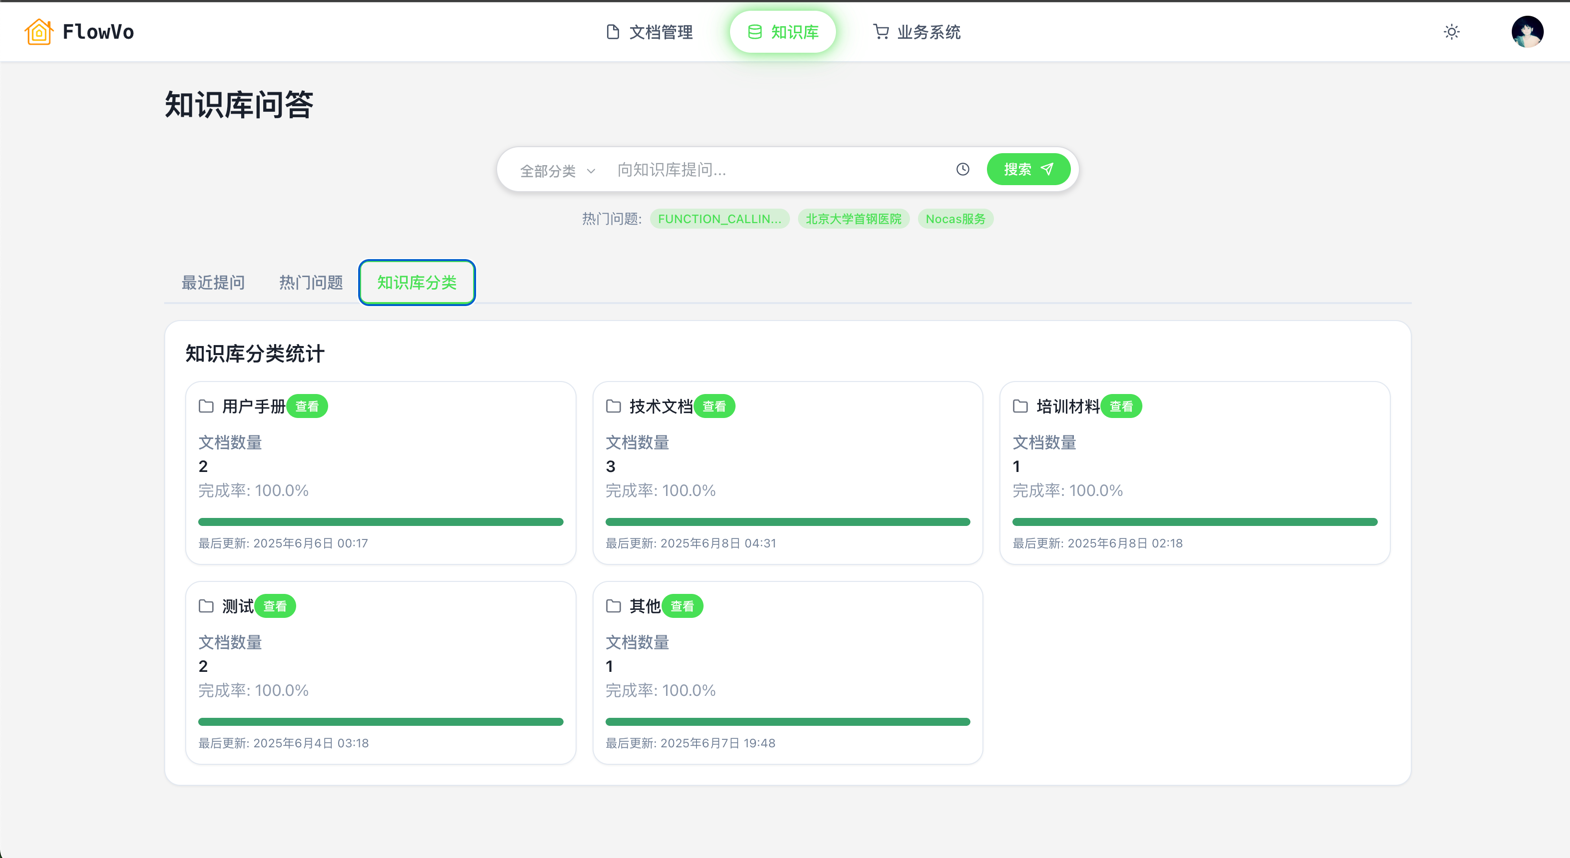 FlowVo
文档管理
知识库
业务系统
知识库问答
全部分类
向知识库提问...
搜索
热门问题:
FUNCTION_CALLIN...
北京大学首钢医院
Nocas服务
最近提问
热门问题
知识库分类
知识库分类统计
用户手册
查看
文档数量
2
完成率: 100.0%
最后更新: 2025年6月6日 00:17
技术文档
查看
文档数量
3
完成率: 100.0%
最后更新: 2025年6月8日 04:31
培训材料
查看
文档数量
1
完成率: 100.0%
最后更新: 2025年6月8日 02:18
测试
查看
文档数量
2
完成率: 100.0%
最后更新: 2025年6月4日 03:18
其他
查看
文档数量
1
完成率: 100.0%
最后更新: 2025年6月7日 19:48